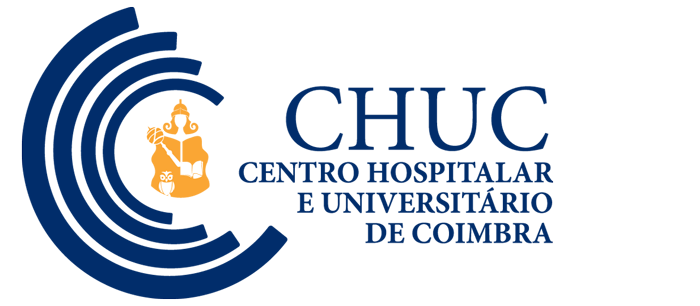 CHUC
CENTRO HOSPITALAR
E UNIVERSITÁRIO
DE COIMBRA